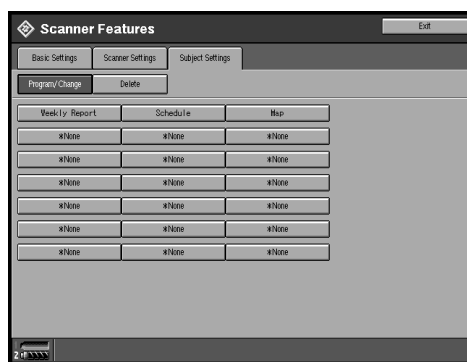 Scanner Features
Exit
Basic Settings Scanner Settings Subject Settings
Program/Change Delete
Weekly Report Schedule Map
*None *None *None
*None *None *None
*None *None *None
*None *None *None
*None *None *None
*None *None *None
2